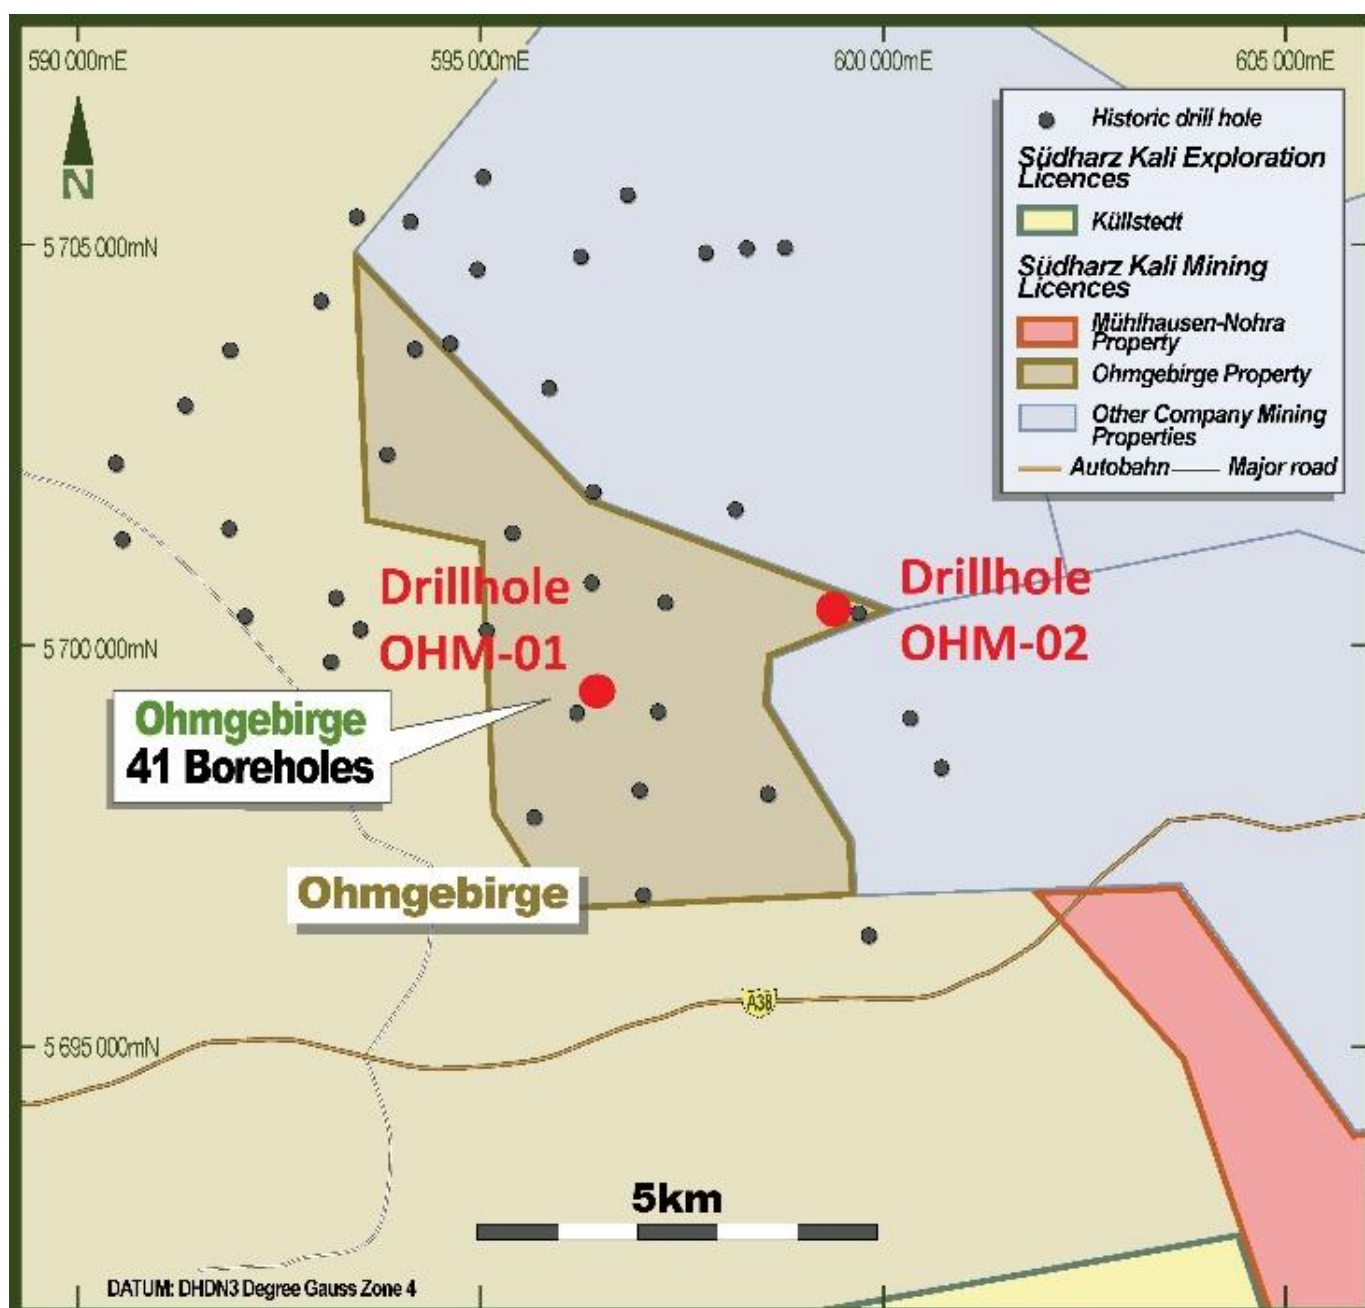 590 000mE
595 000mE
600 000mE
605 000mE
N
Historic drill hole
Südharz Kali Exploration
Licences
Küllstedt
Südharz Kali Mining
Licences
Mühlhausen-Nohra
Property
Ohmgebirge Property
Other Company Mining
Properties
Autobahn
Major road
5 705 000mN
Drillhole
OHM-01
Drillhole
OHM-02
5 700 000mN
Ohmgebirge
41 Boreholes
Ohmgebirge
A38
5 695 000mN
5km
DATUM: DHDN3 Degree Gauss Zone 4